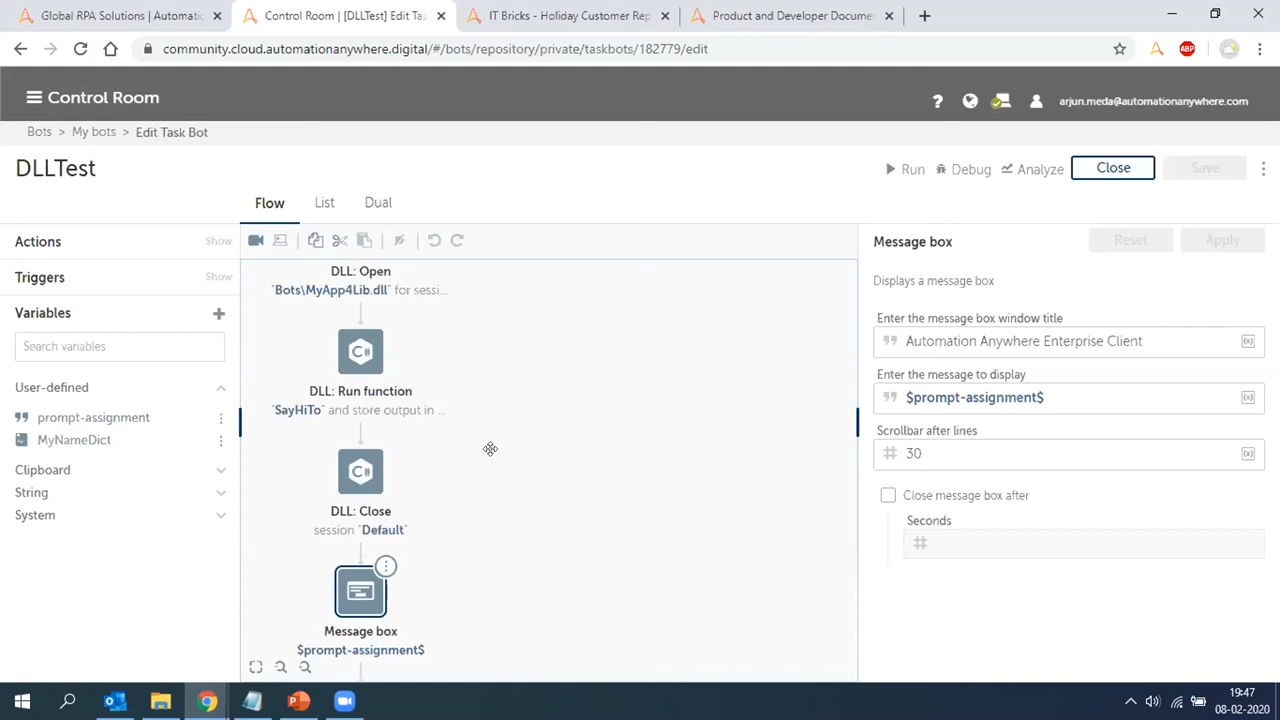 Global RPA Solutions | Automatic
Control Room | [DLLTest] Edit Tas
IT Bricks - Holiday Customer Rep
Product and Developer Docume
community.cloud.automationanywhere.digital/#/bots/repository/private/taskbots/182779/edit
ABP
Control Room
?
arjun.meda@automationanywhere.com
Bots > My bots > Edit Task Bot
DLLTest
Run
Debug
Analyze
Close
Save
Flow
List
Dual
Actions
Show
Triggers
Show
Variables
Search variables
User-defined
prompt-assignment
MyNameDict
Clipboard
String
System
DLL: Open
"Bots\MyApp4Lib.dll" for sessi...
DLL: Run function
"SayHiTo" and store output in ...
DLL: Close
session "Default"
Message box
$prompt-assignment$
Message box
Reset
Apply
Displays a message box
Enter the message box window title
Automation Anywhere Enterprise Client
Enter the message to display
$prompt-assignment$
Scrollbar after lines
30
Close message box after
Seconds
19:47
08-02-2020